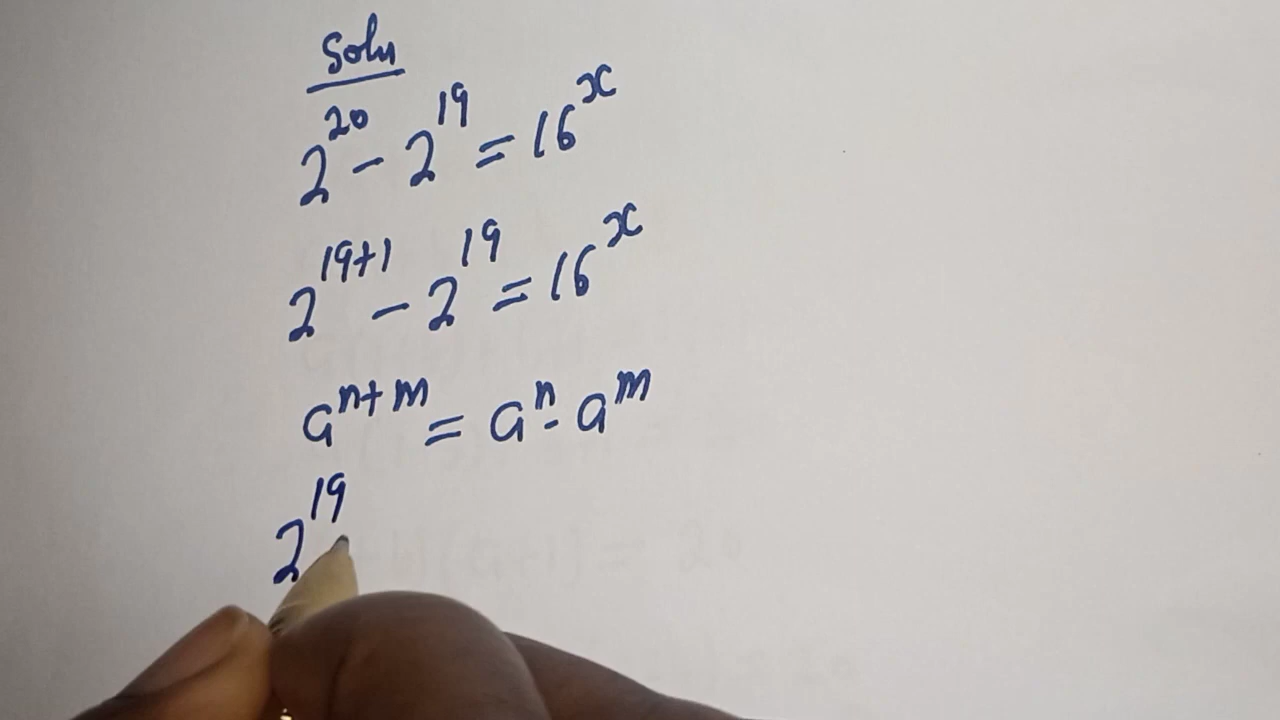 Soln
2^20 - 2^19 = 16^x
2^19+1 - 2^19 = 16^x
a^n+m = a^n . a^m
2^19